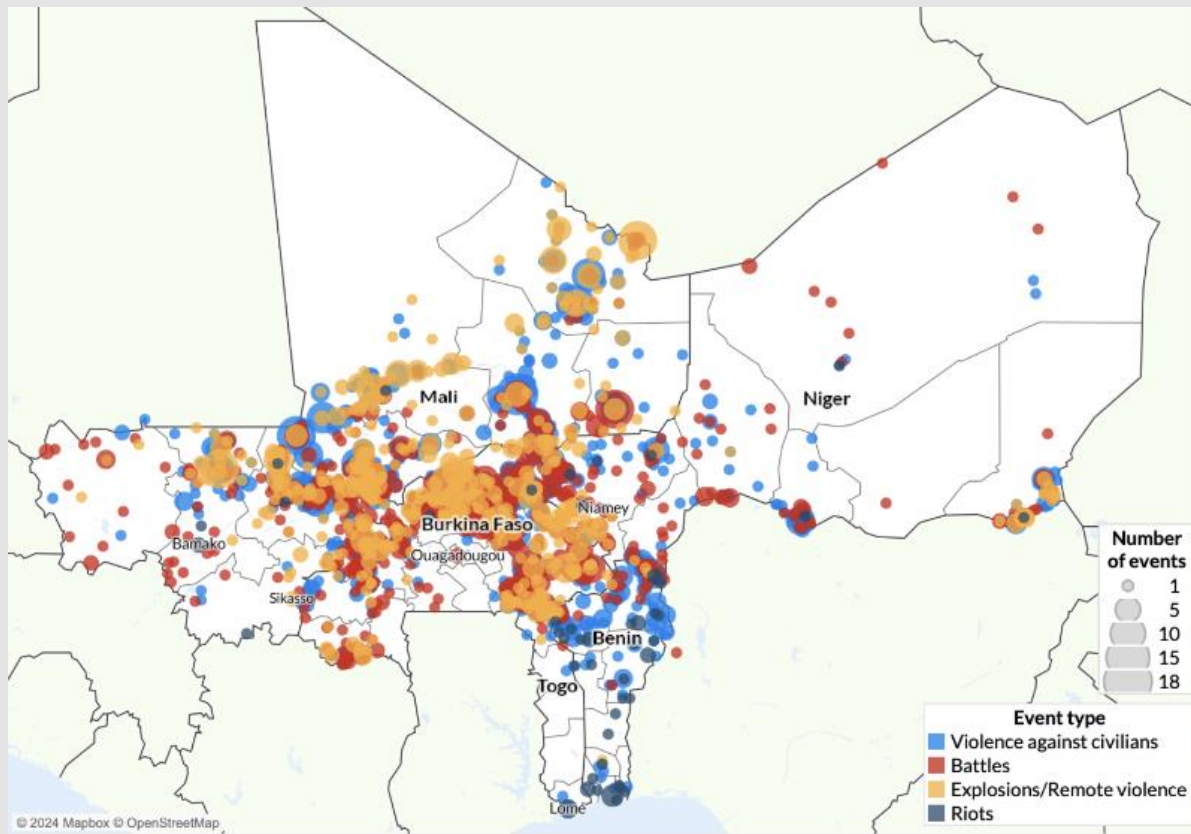 Mali
Niger
Niamey
Burkina Faso
Bamako
Ouagadougou
Sikasso
Benin
Togo
Lomé
Number
of events
1
5
10
15
18
Event type
Violence against civilians
Battles
Explosions/Remote violence
Riots
© 2024 Mapbox © OpenStreetMap